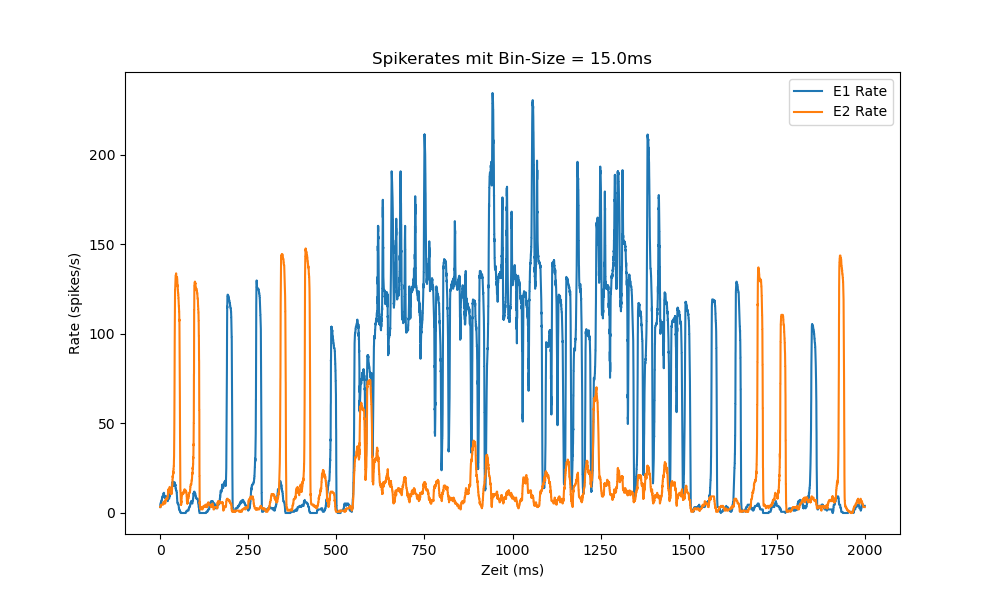 Spikerates mit Bin-Size = 15.0ms
E1 Rate
E2 Rate
Rate (spikes/s)
200
150
100
50
0
0 250 500 750 1000 1250 1500 1750 2000
Zeit (ms)